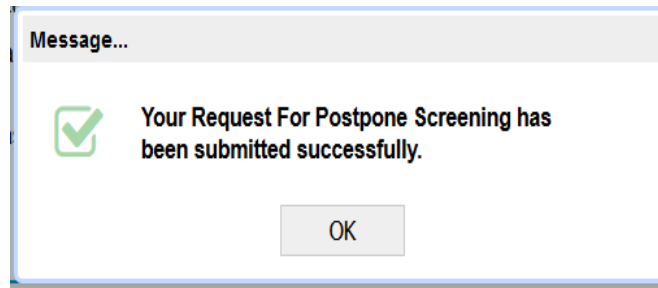 Message...
Your Request For Postpone Screening has
been submitted successfully.
OK